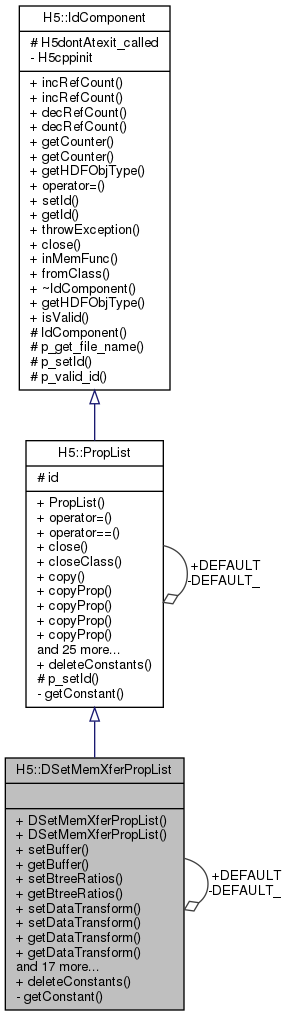 H5::IdComponent
# H5dontAtexit_called
- H5cppinit
+ incRefCount()
+ incRefCount()
+ decRefCount()
+ decRefCount()
+ getCounter()
+ getCounter()
+ getHDFObjType()
+ operator=()
+ setId()
+ getId()
+ throwException()
+ close()
+ inMemFunc()
+ fromClass()
+ ~IdComponent()
+ getHDFObjType()
+ isValid()
# IdComponent()
# p_get_file_name()
# p_setId()
# p_valid_id()
H5::PropList
# id
+ PropList()
+ operator=()
+ operator==()
+ close()
+ closeClass()
+ copy()
+ copyProp()
+ copyProp()
+ copyProp()
+ copyProp()
and 25 more...
+ deleteConstants()
# p_setId()
- getConstant()
+DEFAULT
-DEFAULT_
H5::DSetMemXferPropList
+ DSetMemXferPropList()
+ DSetMemXferPropList()
+ setBuffer()
+ getBuffer()
+ setBtreeRatios()
+ getBtreeRatios()
+ setDataTransform()
+ setDataTransform()
+ getDataTransform()
+ getDataTransform()
and 17 more...
+ deleteConstants()
- getConstant()
+DEFAULT
-DEFAULT_